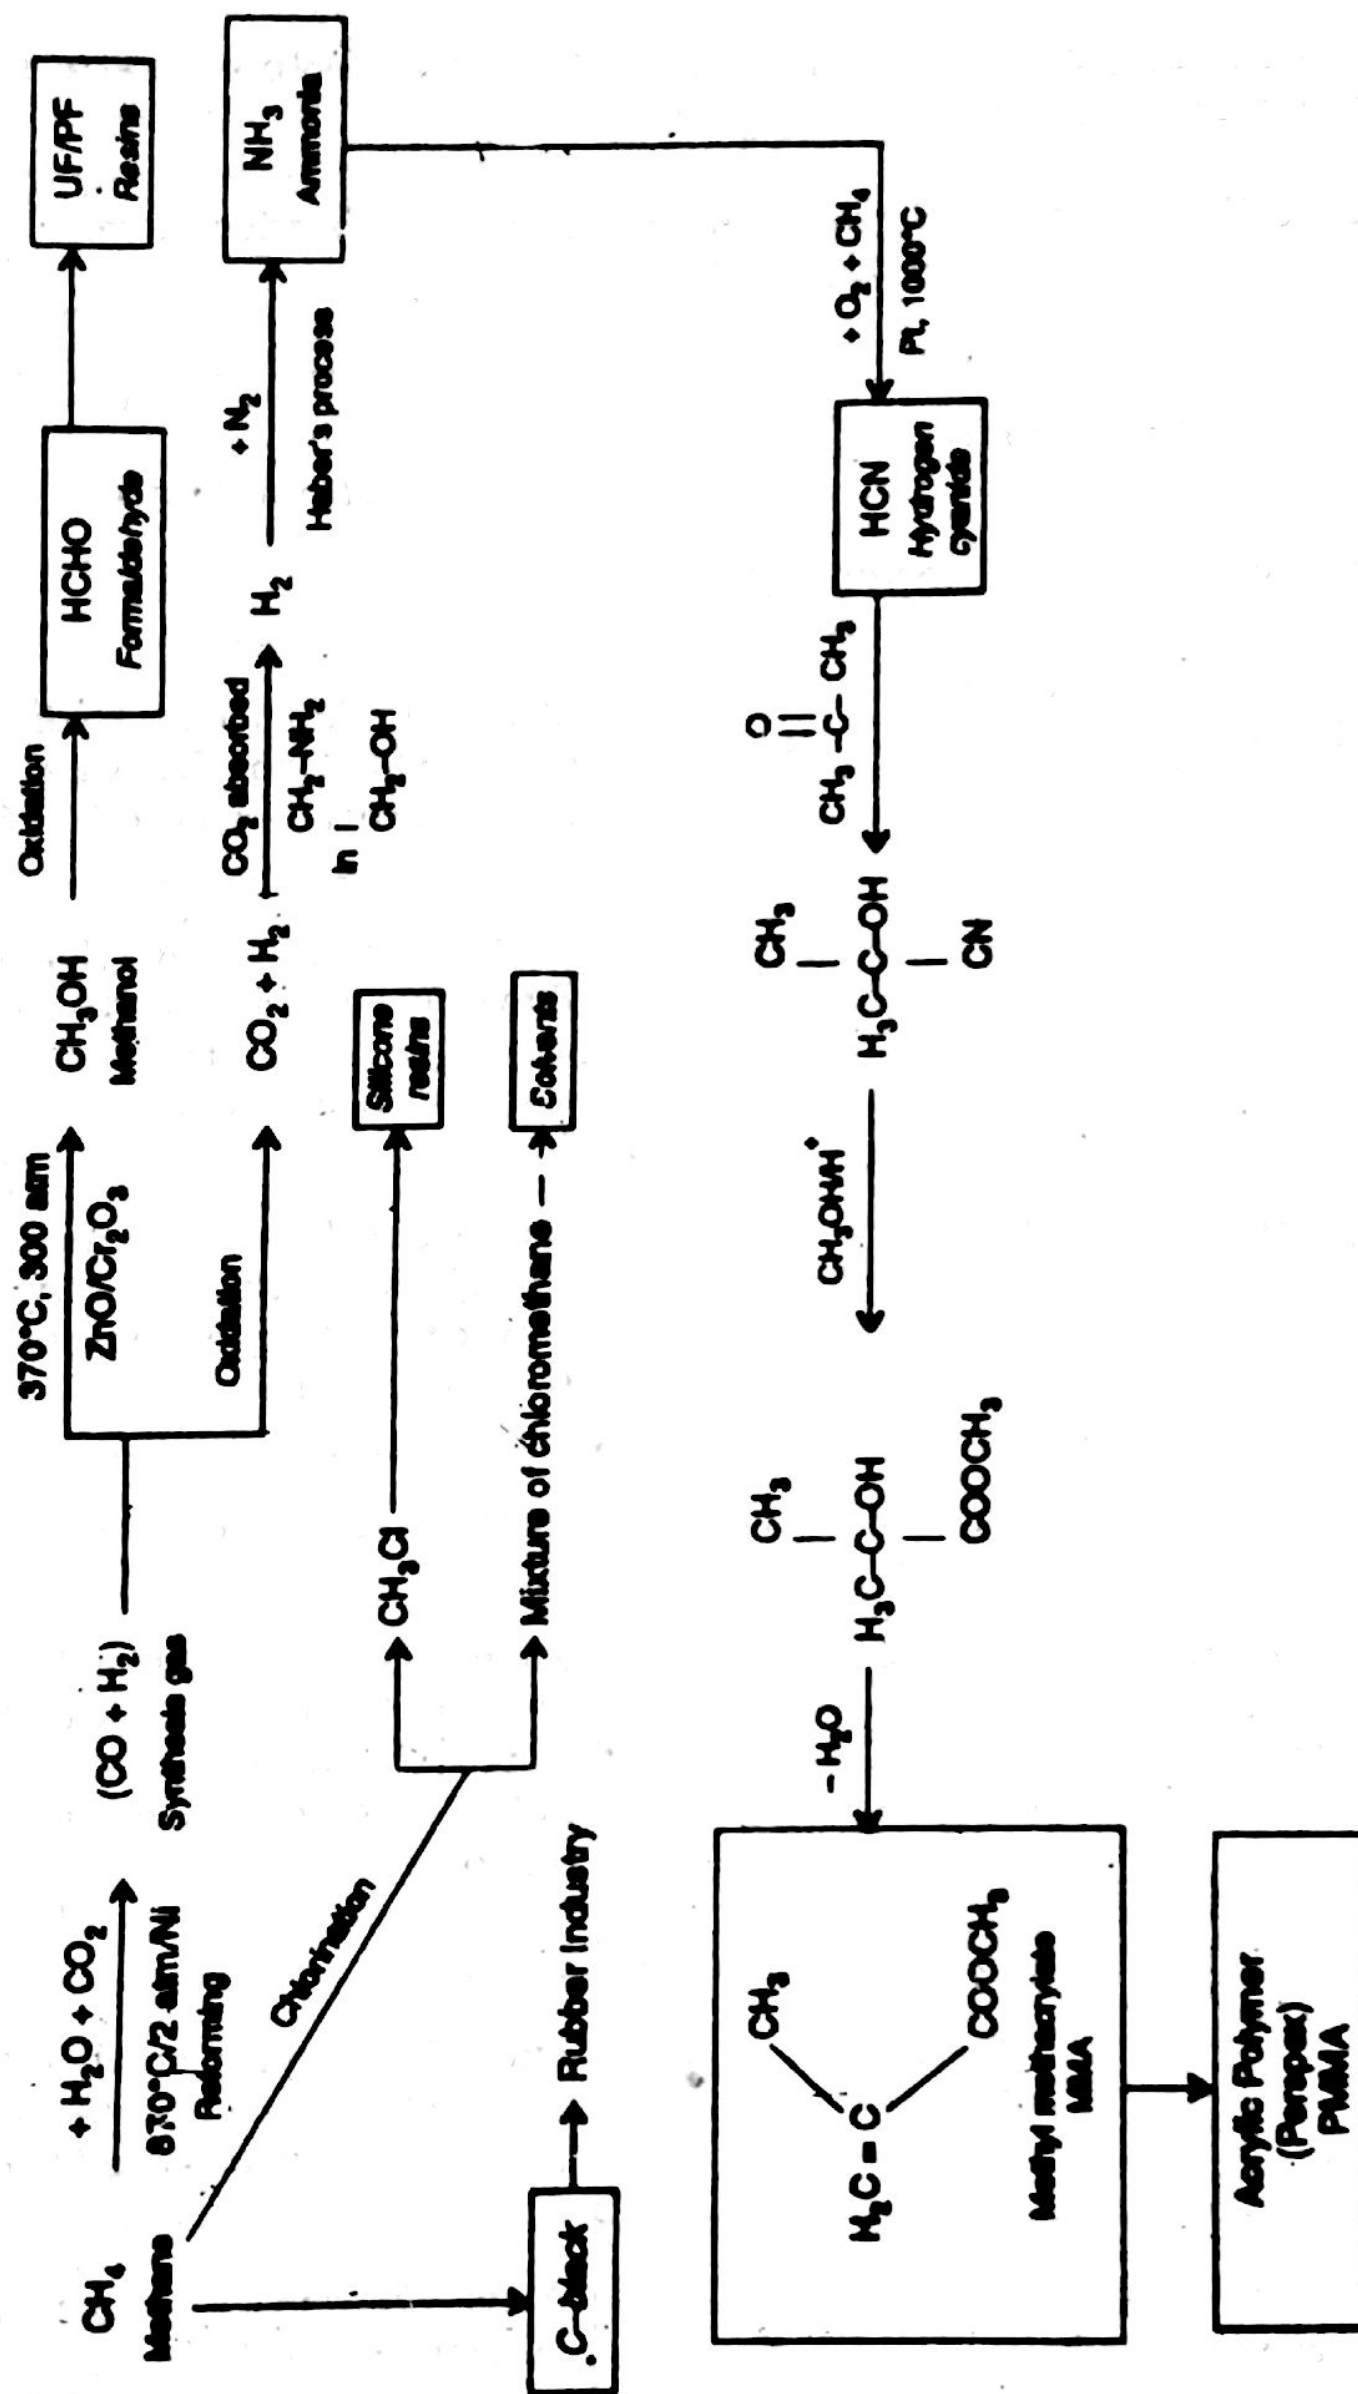 370°C, 300 atm
Oxidation
CH₄
Methane
+ H₂O + CO₂
870°C/2 atm/Ni
Reforming
(CO + H₂)
Synthesis gas
ZnO/Cr₂O₃
CH₃OH
Methanol
HCHO
Formaldehyde
UF/PF
Resins
Oxidation
CO₂ + H₂
CO₂ absorbed
CH₂–NH₂
in |
CH₂–OH
H₂
+ N₂
Haber's process
NH₃
Ammonia
Chlorination
CH₃Cl
Silicone
resins
Mixture of chloromethane
Solvents
C–black
Rubber Industry
+ O₂ + CH₄
Pt, 1000°C
HCN
Hydrogen
cyanide
O
||
CH₃–C–CH₃
CH₃
|
H₃C–C–OH
|
CN
CH₃OH/H⁺
CH₃
|
H₃C–C–OH
|
COOCH₃
– H₂O
CH₃
H₂C=C
COOCH₃
Methyl methacrylate
MMA
Acrylic Polymer
(Perspex)
PMMA